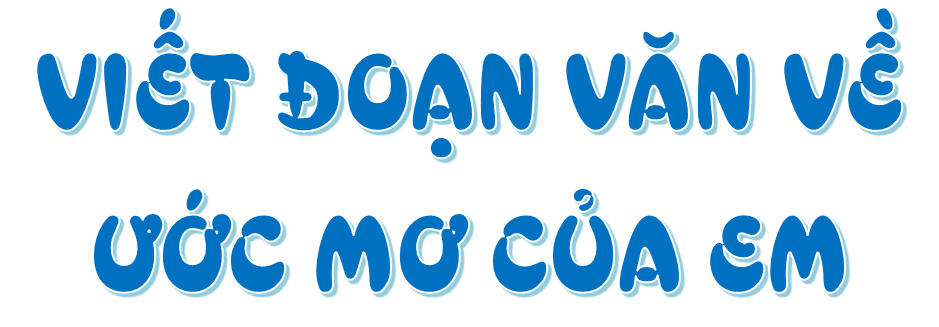 VIẾT ĐOẠN VĂN VỀ
ƯỚC MƠ CỦA EM